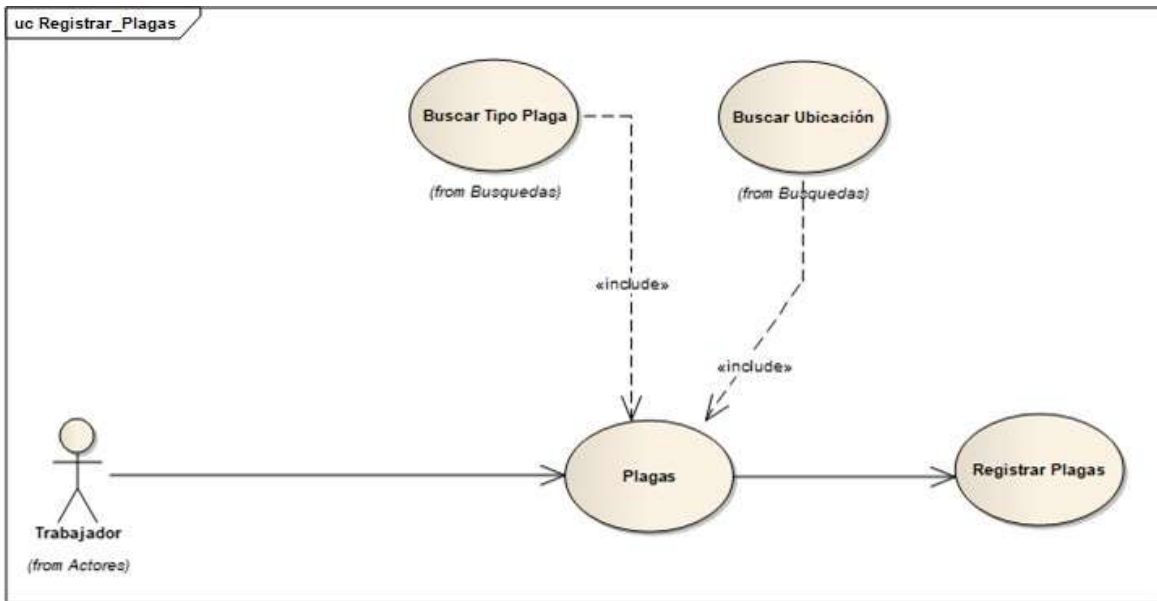 uc Registrar_Plagas
Buscar Tipo Plaga
(from Busquedas)
Buscar Ubicación
(from Busquedas)
«include»
«include»
Plagas
Registrar Plagas
Trabajador
(from Actores)